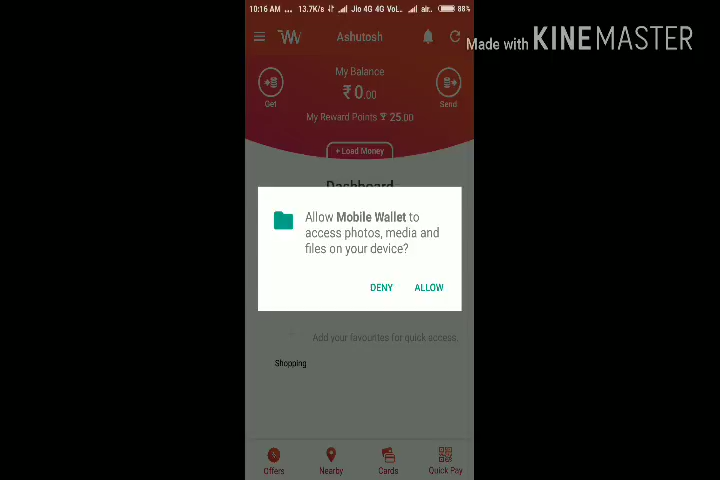 10:16 AM ... 13.7K/s Jio 4G 4G VoL.. air.. 88%
Made with KINEMASTER
Ashutosh
My Balance
₹ 0.00
Get
Send
My Reward Points 25.00
+ Load Money
Dashboard
Allow Mobile Wallet to
access photos, media and
files on your device?
DENY ALLOW
Add your favourites for quick access.
Shopping
Offers Nearby Cards Quick Pay